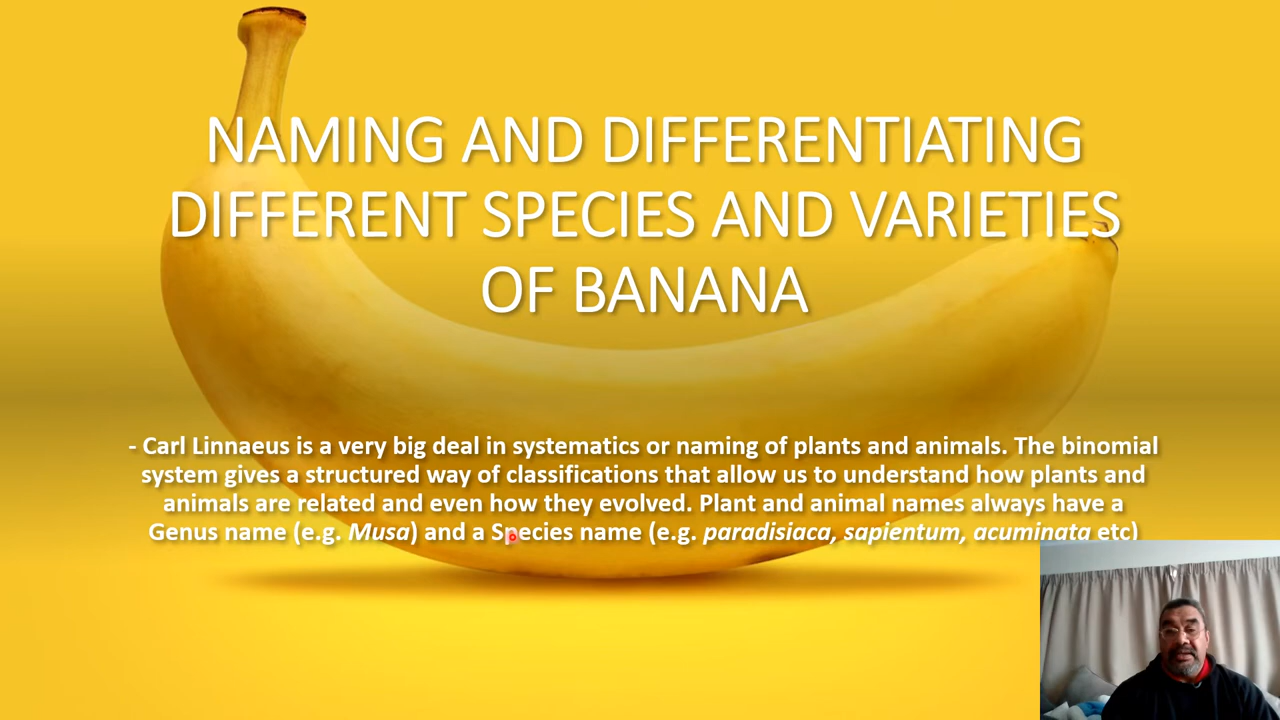 NAMING AND DIFFERENTIATING
DIFFERENT SPECIES AND VARIETIES
OF BANANA
- Carl Linnaeus is a very big deal in systematics or naming of plants and animals. The binomial
system gives a structured way of classifications that allow us to understand how plants and
animals are related and even how they evolved. Plant and animal names always have a
Genus name (e.g. Musa) and a Species name (e.g. paradisiaca, sapientum, acuminata etc)